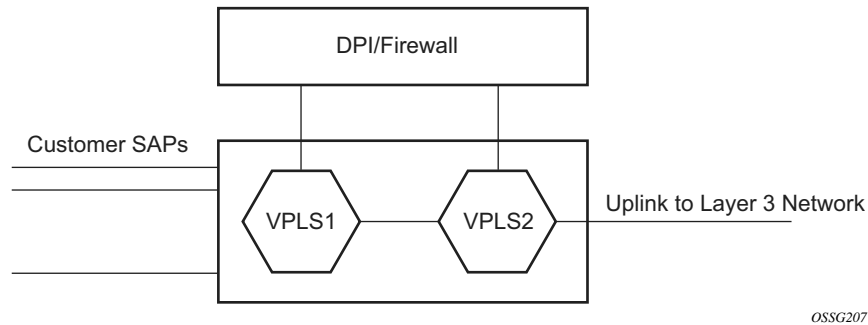 DPI/Firewall
Customer SAPs
VPLS1
VPLS2
Uplink to Layer 3 Network
OSSG207